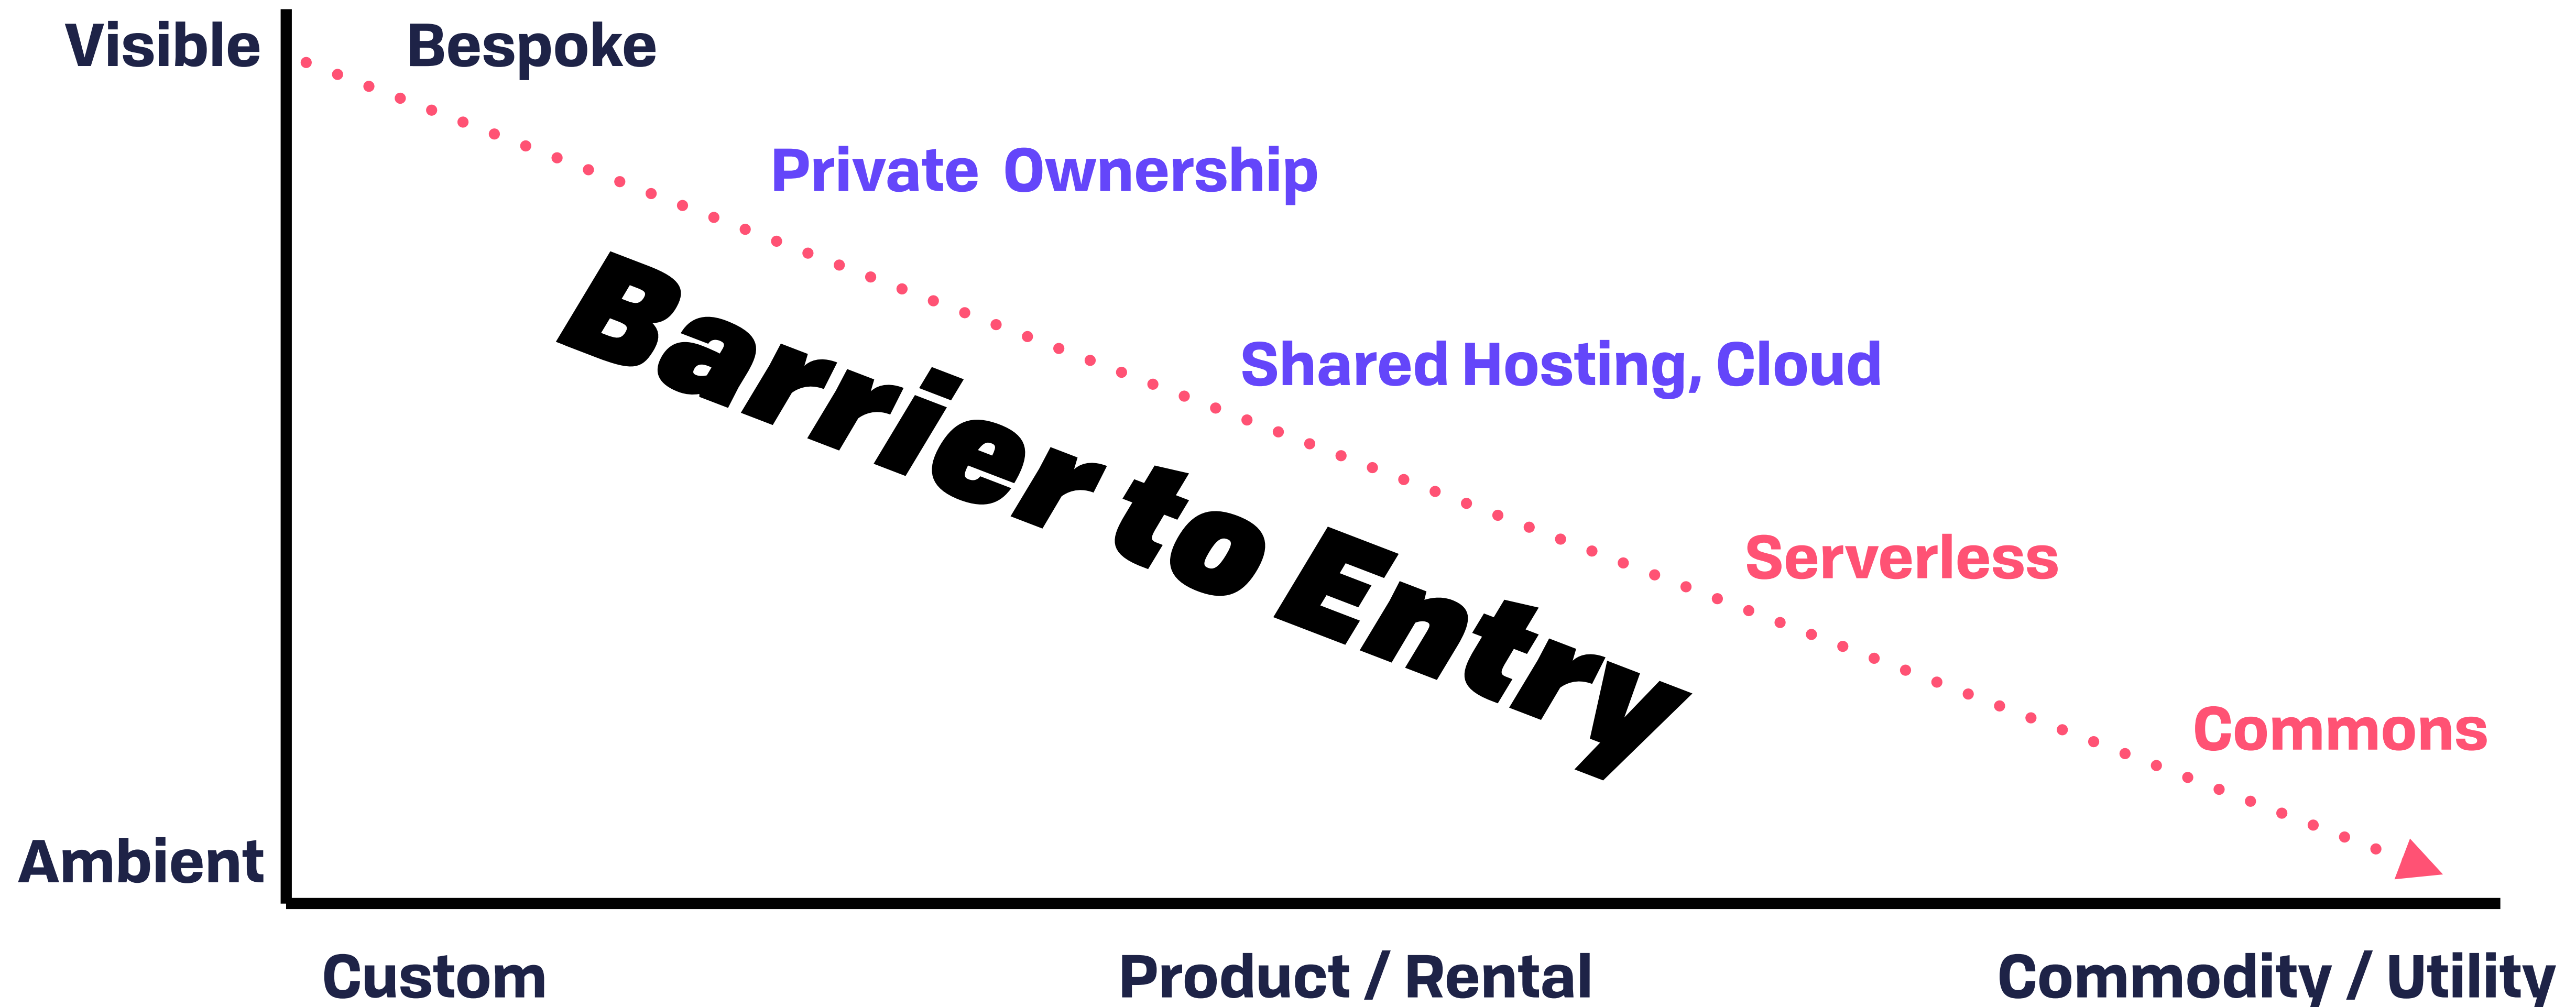 Visible
Bespoke
Private Ownership
Barrier to Entry
Shared Hosting, Cloud
Serverless
Commons
Ambient
Custom
Product / Rental
Commodity / Utility